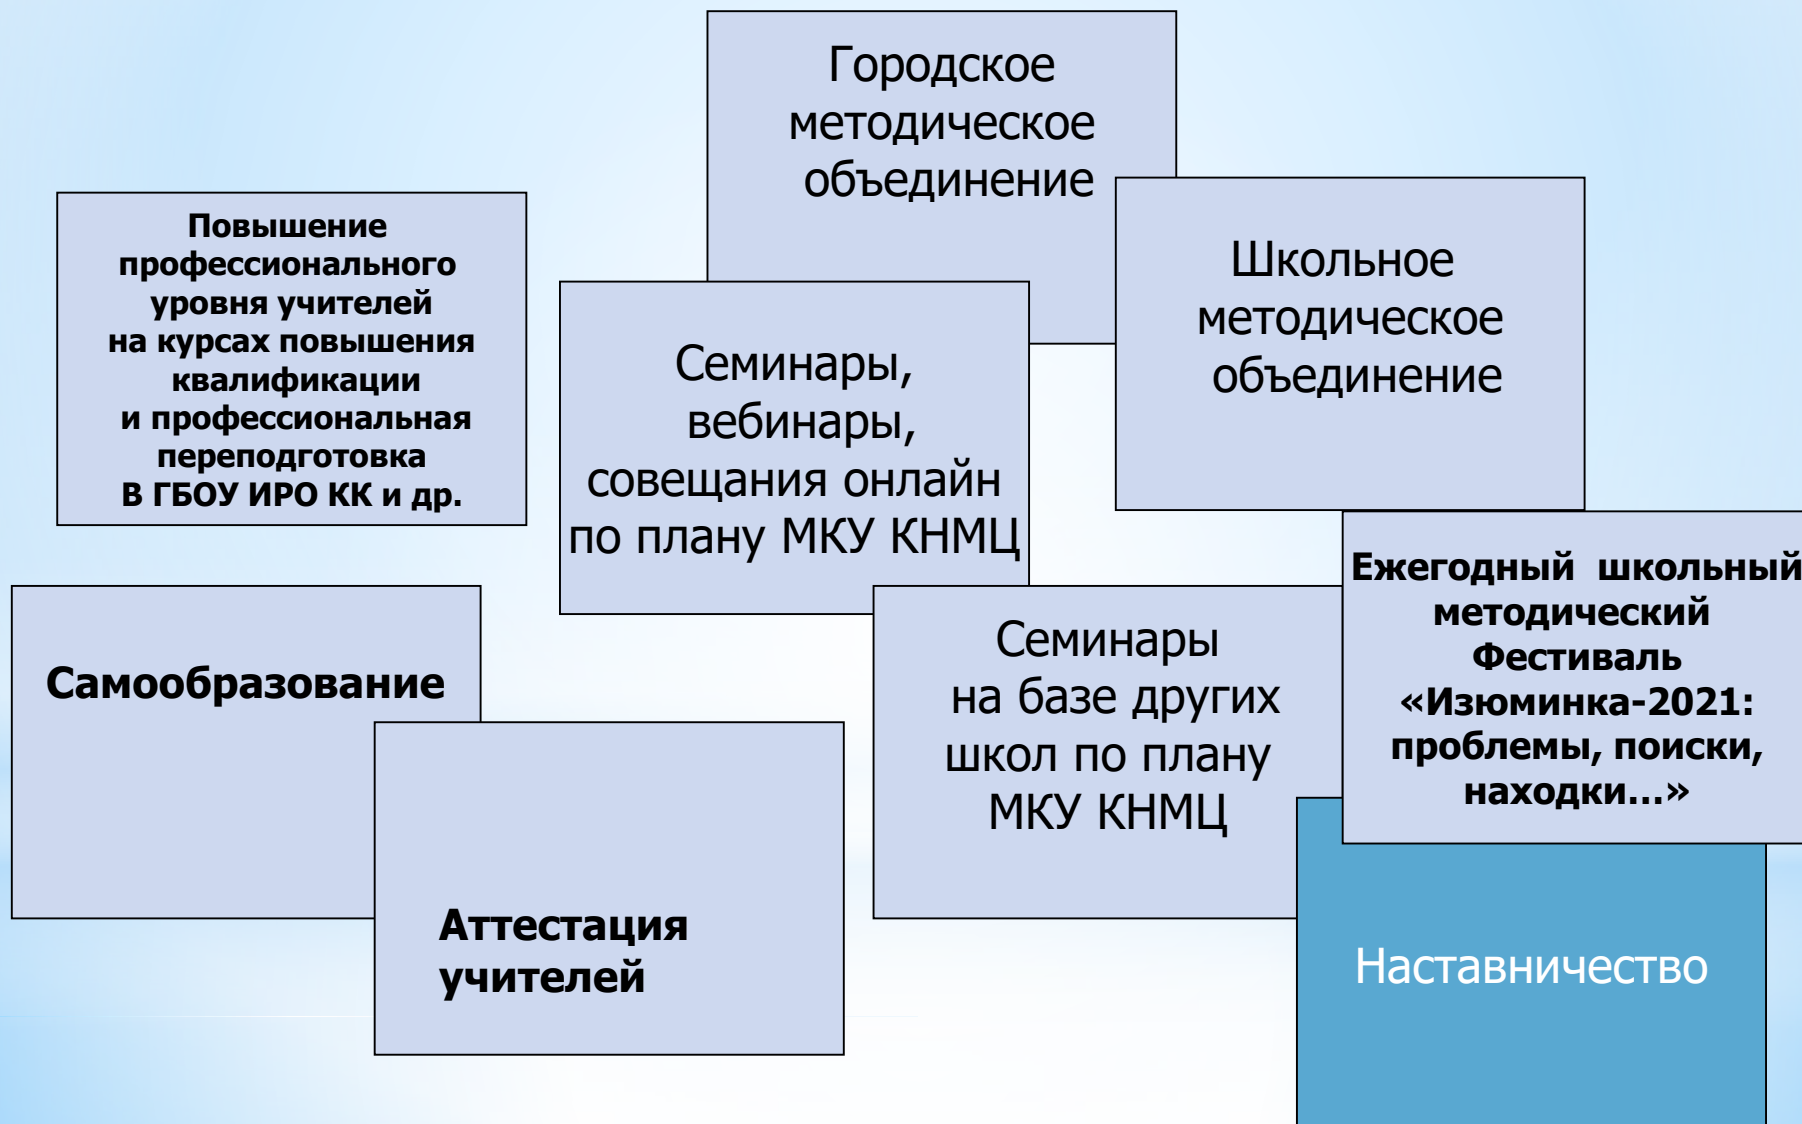 Городское
методическое
объединение
Повышение
профессионального
уровня учителей
на курсах повышения
квалификации
и профессиональная
переподготовка
В ГБОУ ИРО КК и др.
Школьное
методическое
объединение
Семинары,
вебинары,
совещания онлайн
по плану МКУ КНМЦ
Ежегодный школьный
методический
Фестиваль
«Изюминка-2021:
проблемы, поиски,
находки...»
Самообразование
Семинары
на базе других
школ по плану
МКУ КНМЦ
Аттестация
учителей
Наставничество